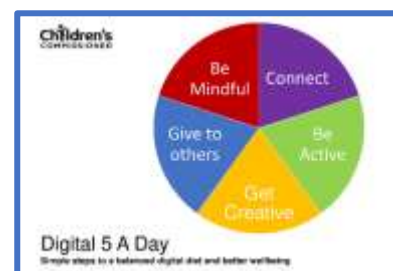 Children's
COMMISSIONER
Be
Mindful
Connect
Give to
others
Be
Active
Get
Creative
Digital 5 A Day
Simple steps to a balanced digital diet and better wellbeing